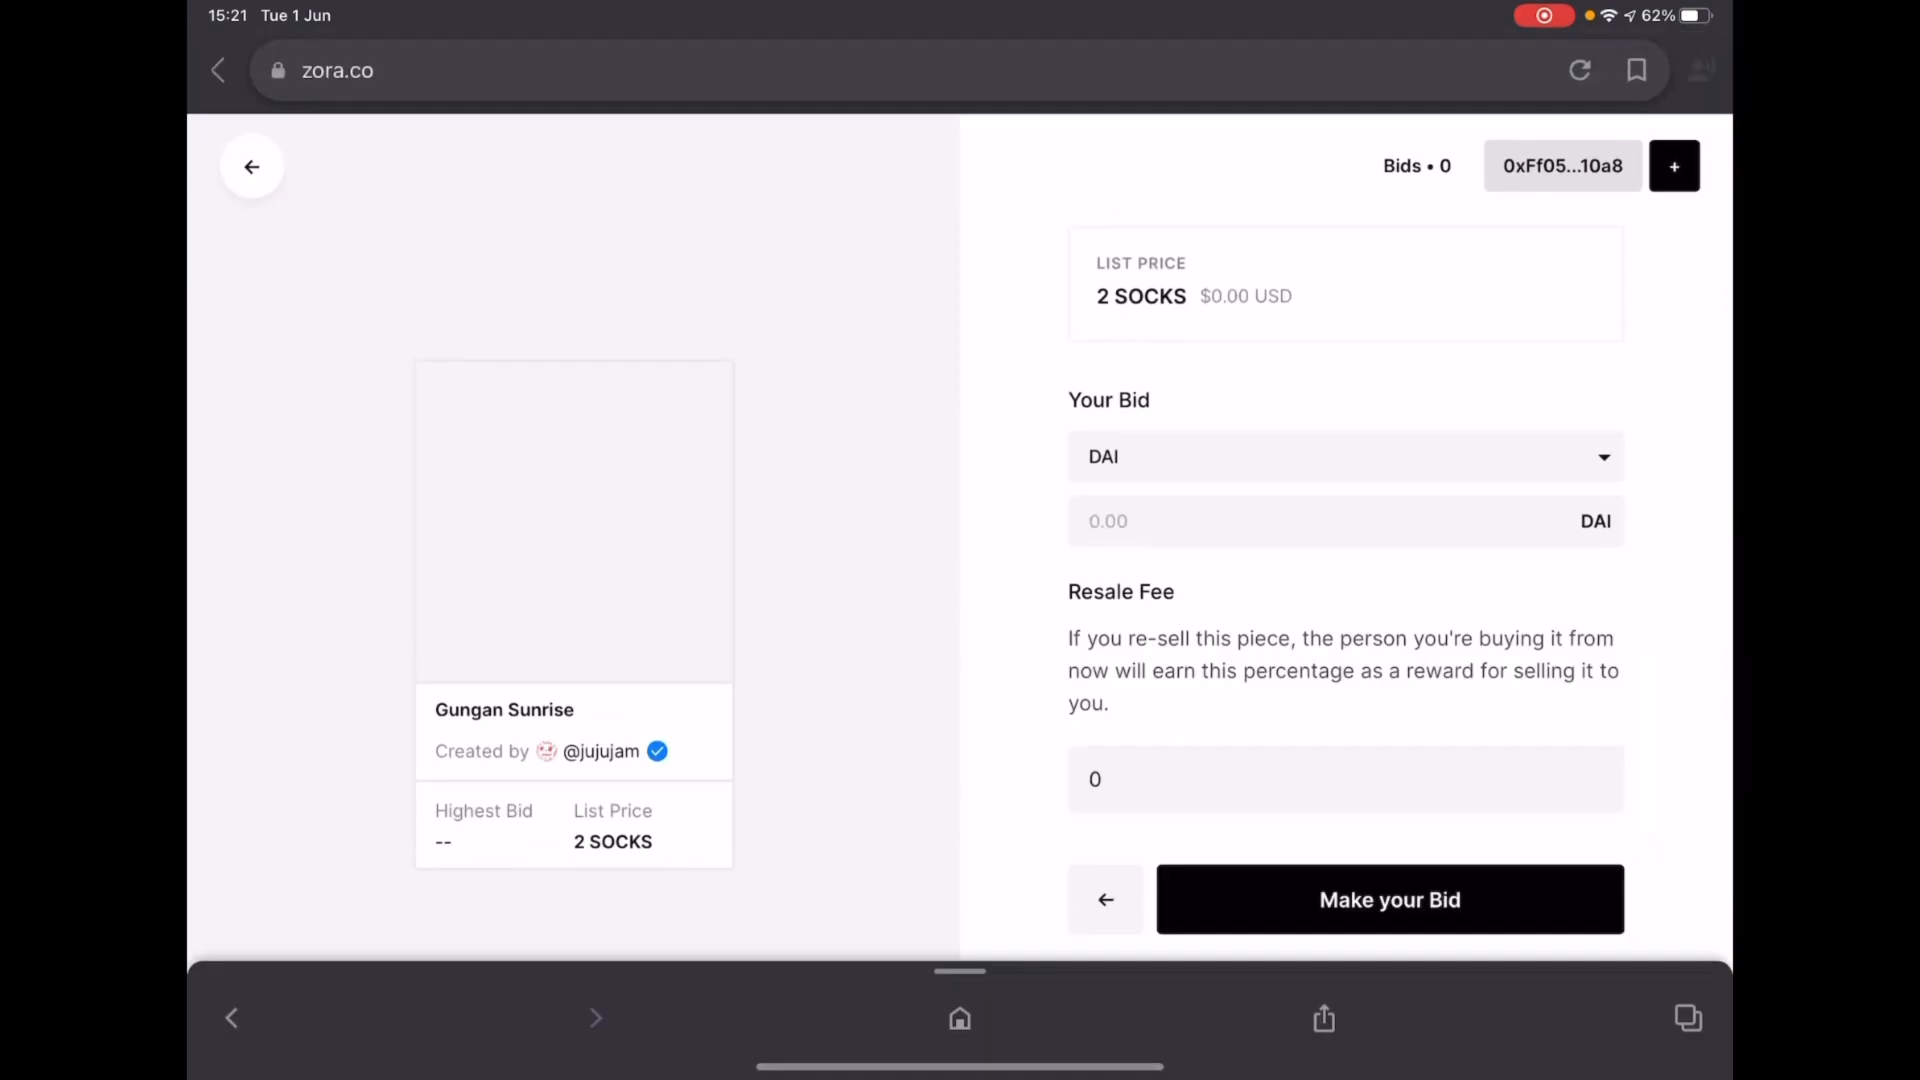 15:21 Tue 1 Jun
62%
zora.co
Bids • 0
0xFf05...10a8
+
LIST PRICE
2 SOCKS $0.00 USD
Your Bid
DAI
0.00 DAI
Resale Fee
If you re-sell this piece, the person you're buying it from
now will earn this percentage as a reward for selling it to
you.
0
Make your Bid
Gungan Sunrise
Created by @jujujam
Highest Bid List Price
-- 2 SOCKS